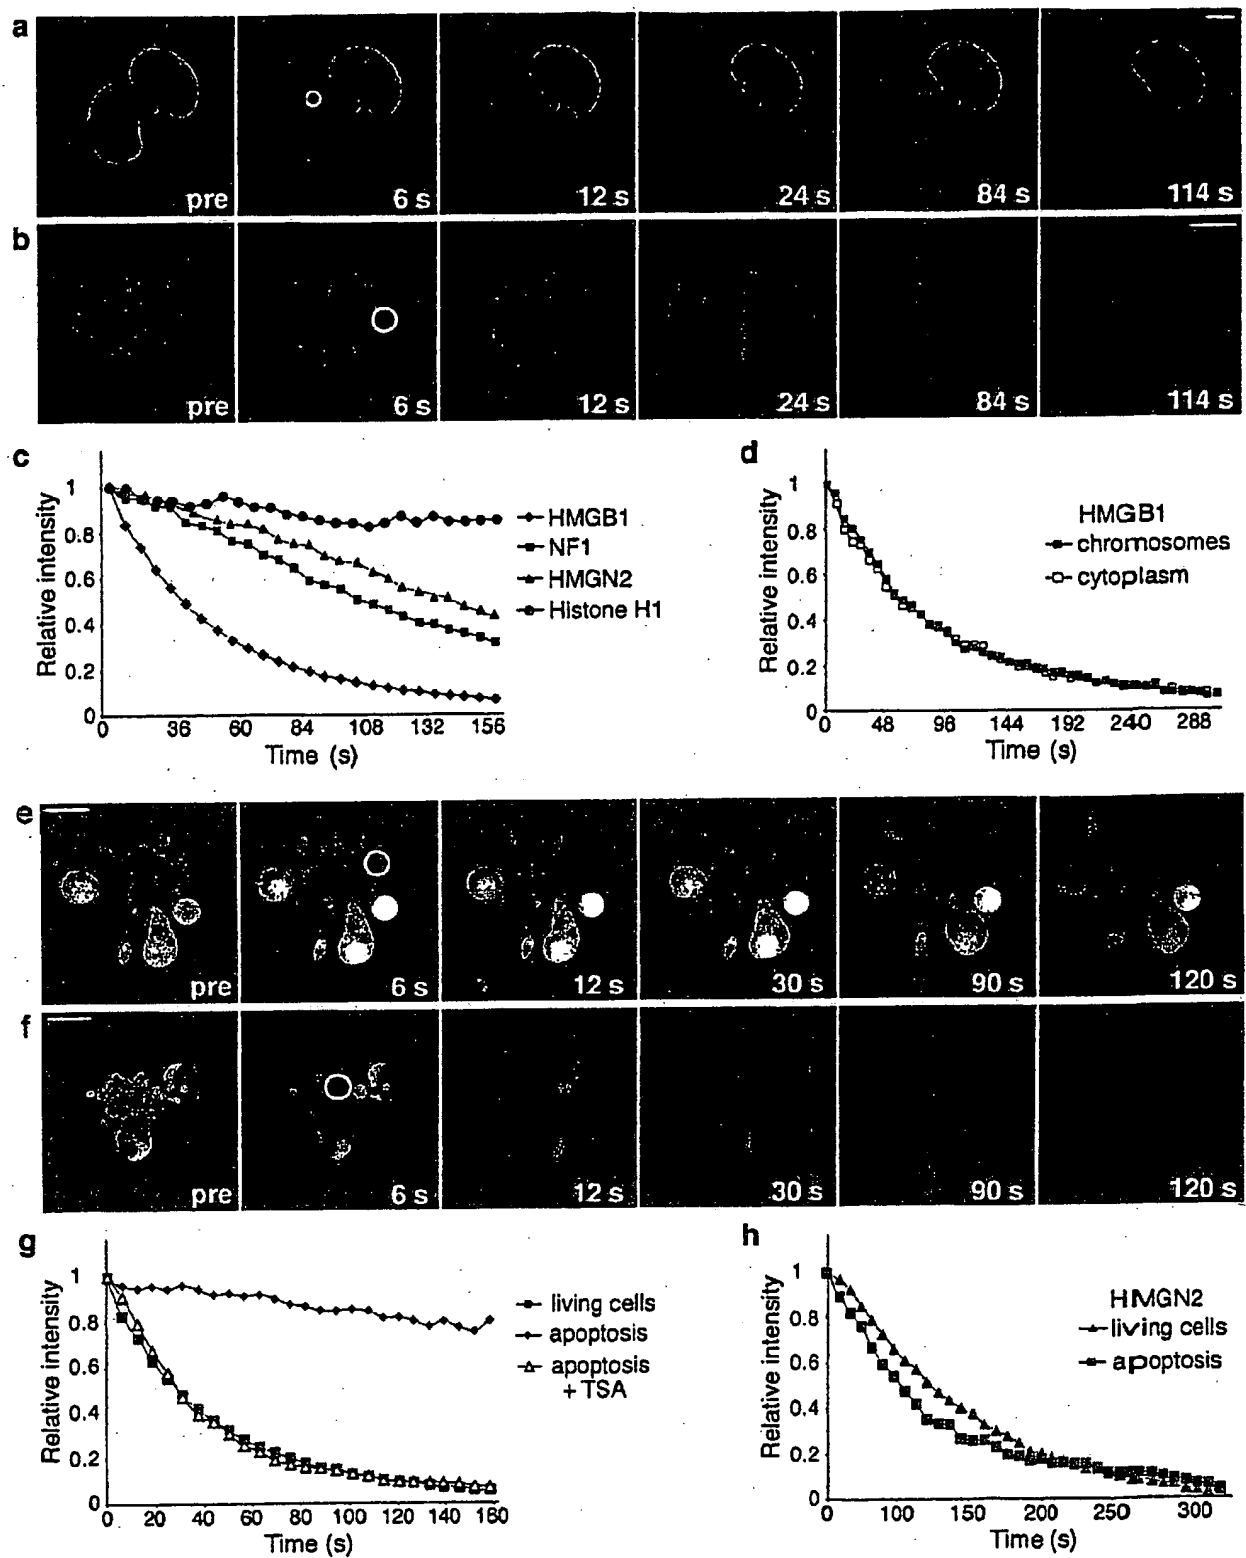 a
pre 6 s 12 s 24 s 84 s 114 s
b
pre 6 s 12 s 24 s 84 s 114 s
c
Relative intensity
1
0.8
0.6
0.4
0.2
0
0 36 60 84 108 132 156
Time (s)
HMGB1
NF1
HMGN2
Histone H1
d
Relative intensity
1
0.8
0.6
0.4
0.2
0
0 48 96 144 192 240 288
Time (s)
HMGB1
chromosomes
cytoplasm
e
pre 6 s 12 s 30 s 90 s 120 s
f
pre 6 s 12 s 30 s 90 s 120 s
g
Relative intensity
1
0.8
0.6
0.4
0.2
0
0 20 40 60 80 100 120 140 160
Time (s)
living cells
apoptosis
apoptosis
+ TSA
h
Relative intensity
1
0.8
0.6
0.4
0.2
0
0 100 150 200 250 300
Time (s)
HMGN2
living cells
apoptosis